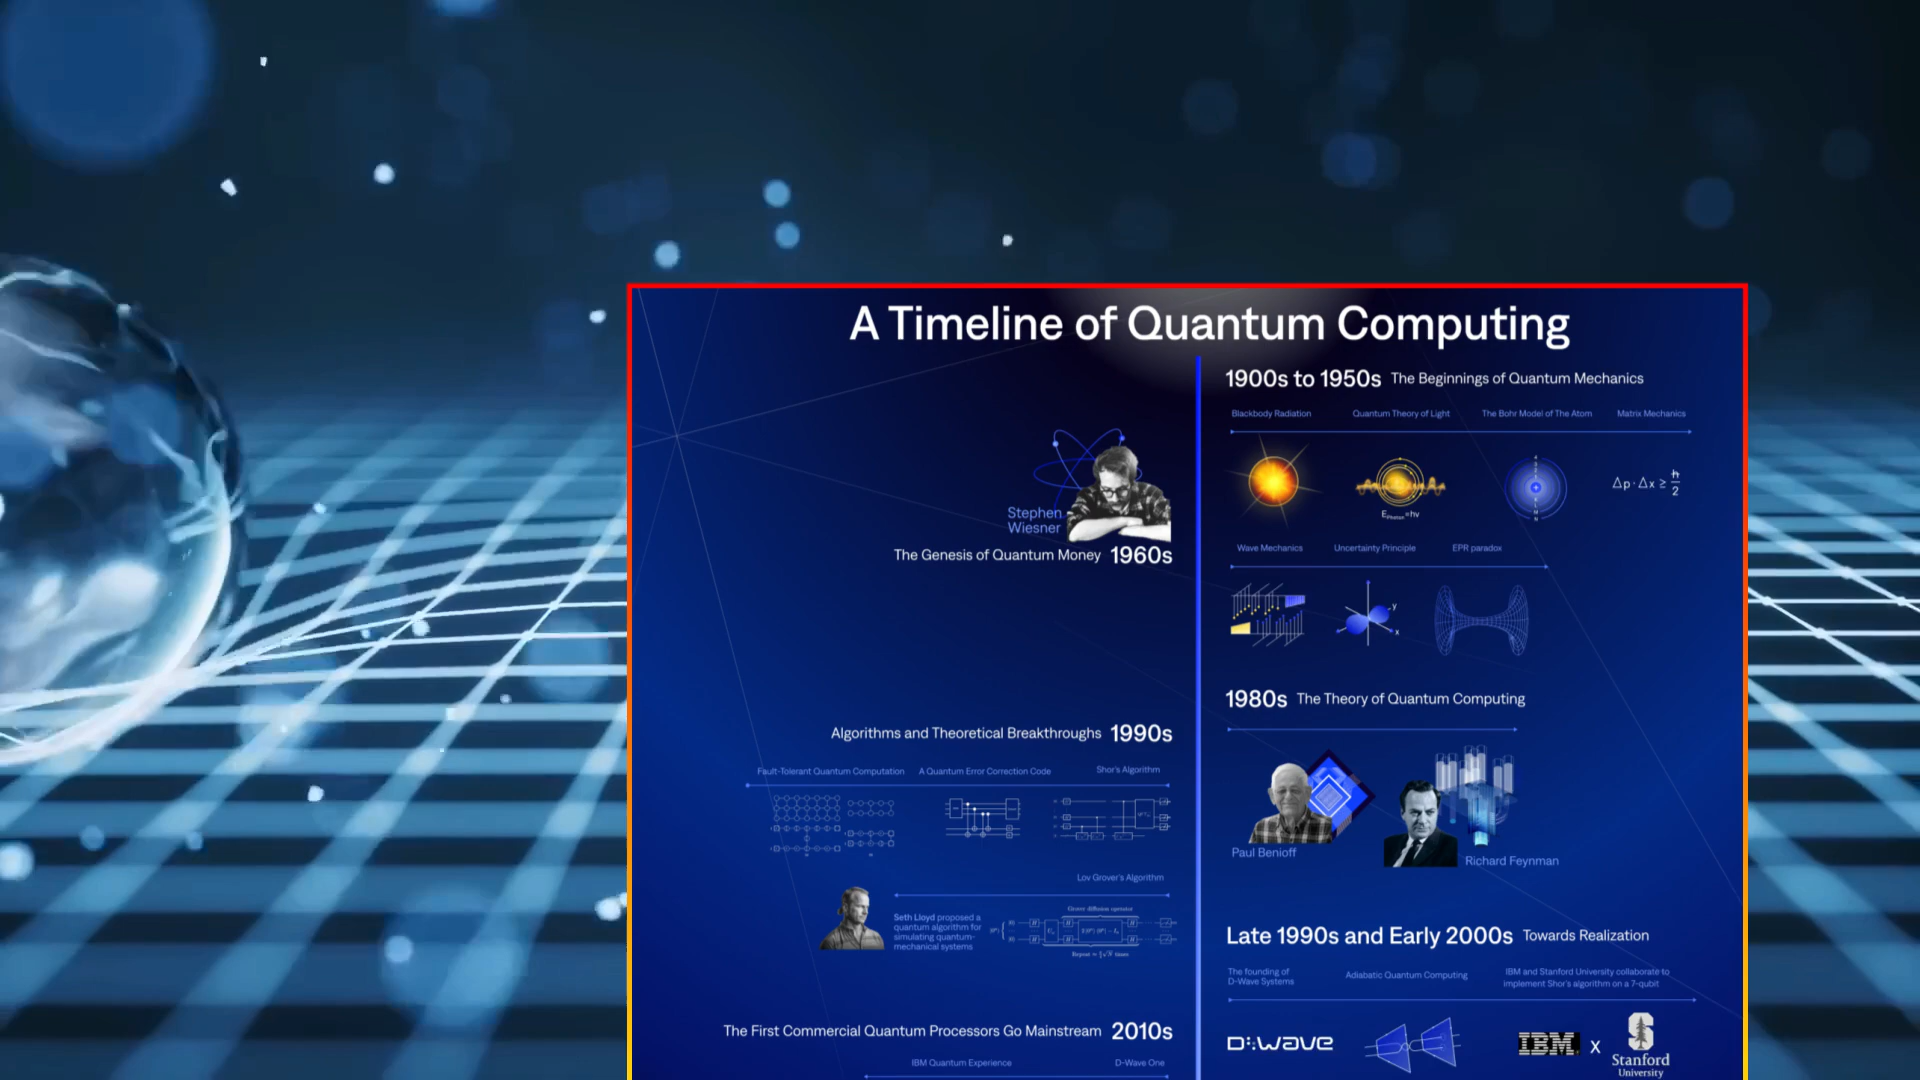 A Timeline of Quantum Computing
1900s to 1950s The Beginnings of Quantum Mechanics
Blackbody Radiation
Quantum Theory of Light
The Bohr Model of The Atom
Matrix Mechanics
E Photon =hv
Δp · Δx ≥ ħ/2
Wave Mechanics
Uncertainty Principle
EPR paradox
y
x
Stephen
Wiesner
The Genesis of Quantum Money 1960s
1980s The Theory of Quantum Computing
Paul Benioff
Richard Feynman
Algorithms and Theoretical Breakthroughs 1990s
Fault-Tolerant Quantum Computation
A Quantum Error Correction Code
Shor's Algorithm
Lov Grover's Algorithm
Seth Lloyd proposed a
quantum algorithm for
simulating quantum-
mechanical systems
Grover diffusion operator
Late 1990s and Early 2000s Towards Realization
The founding of
D-Wave Systems
Adiabatic Quantum Computing
IBM and Stanford University collaborate to
implement Shor's algorithm on a 7-qubit
D:Wave
IBM x
Stanford
University
The First Commercial Quantum Processors Go Mainstream 2010s
IBM Quantum Experience
D-Wave One